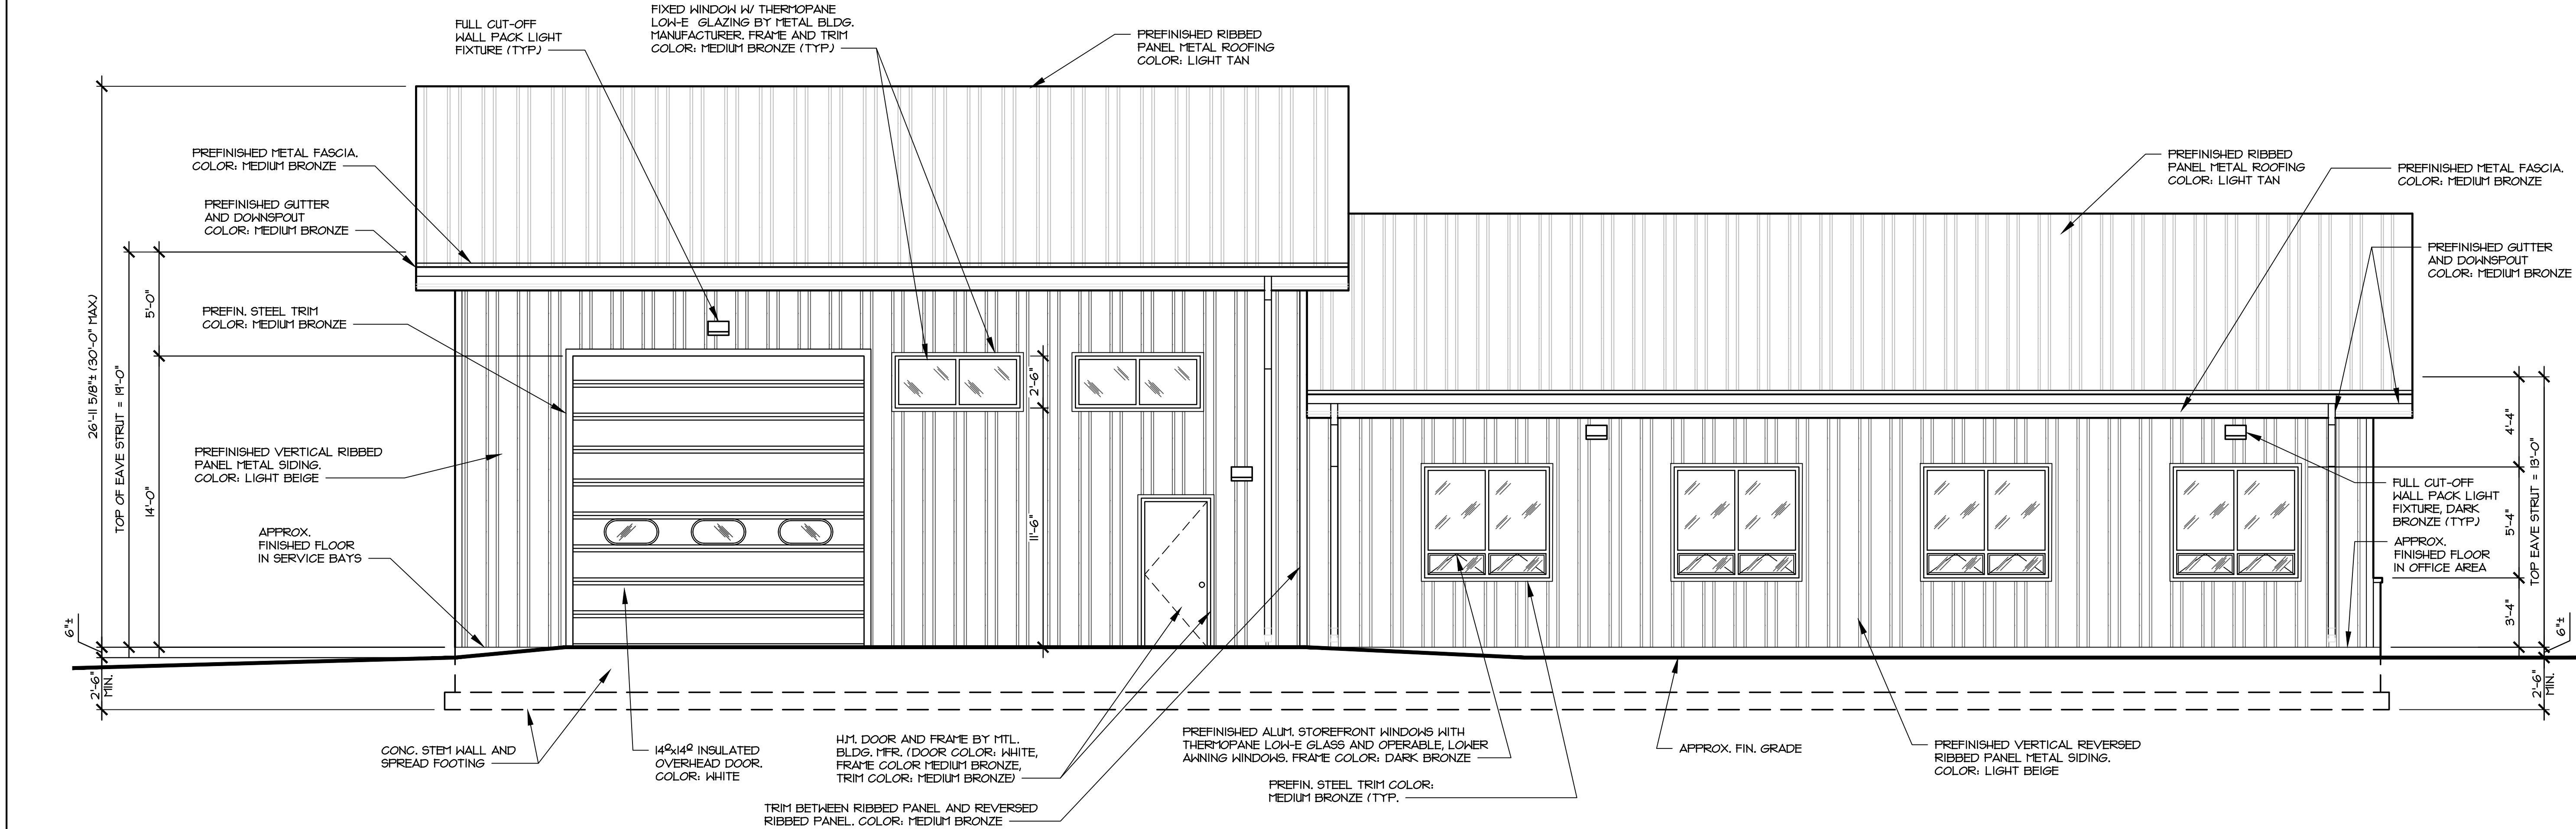 FULL CUT-OFF
WALL PACK LIGHT
FIXTURE (TYP.)
FIXED WINDOW W/ THERMOPANE
LOW-E GLAZING BY METAL BLDG.
MANUFACTURER. FRAME AND TRIM
COLOR: MEDIUM BRONZE (TYP)
PREFINISHED RIBBED
PANEL METAL ROOFING
COLOR: LIGHT TAN
PREFINISHED METAL FASCIA.
COLOR: MEDIUM BRONZE
PREFINISHED GUTTER
AND DOWNSPOUT
COLOR: MEDIUM BRONZE
PREFIN. STEEL TRIM
COLOR: MEDIUM BRONZE
PREFINISHED VERTICAL RIBBED
PANEL METAL SIDING.
COLOR: LIGHT BEIGE
APPROX.
FINISHED FLOOR
IN SERVICE BAYS
26'-11 5/8"± (30'-0" MAX.)
TOP OF EAVE STRUT = 19'-0"
5'-0"
14'-0"
6"±
2'-6"
MIN.
2'-6"
11'-6"
PREFINISHED RIBBED
PANEL METAL ROOFING
COLOR: LIGHT TAN
PREFINISHED METAL FASCIA.
COLOR: MEDIUM BRONZE
PREFINISHED GUTTER
AND DOWNSPOUT
COLOR: MEDIUM BRONZE
FULL CUT-OFF
WALL PACK LIGHT
FIXTURE, DARK
BRONZE (TYP.)
APPROX.
FINISHED FLOOR
IN OFFICE AREA
4'-4"
5'-4"
3'-4"
TOP EAVE STRUT = 13'-0"
6"±
2'-6"
MIN.
CONC. STEM WALL AND
SPREAD FOOTING
14⁰x14⁰ INSULATED
OVERHEAD DOOR.
COLOR: WHITE
H.M. DOOR AND FRAME BY MTL.
BLDG. MFR. (DOOR COLOR: WHITE,
FRAME COLOR MEDIUM BRONZE,
TRIM COLOR: MEDIUM BRONZE)
TRIM BETWEEN RIBBED PANEL AND REVERSED
RIBBED PANEL. COLOR: MEDIUM BRONZE
PREFINISHED ALUM. STOREFRONT WINDOWS WITH
THERMOPANE LOW-E GLASS AND OPERABLE, LOWER
AWNING WINDOWS. FRAME COLOR: DARK BRONZE
PREFIN. STEEL TRIM COLOR:
MEDIUM BRONZE (TYP.
APPROX. FIN. GRADE
PREFINISHED VERTICAL REVERSED
RIBBED PANEL METAL SIDING.
COLOR: LIGHT BEIGE